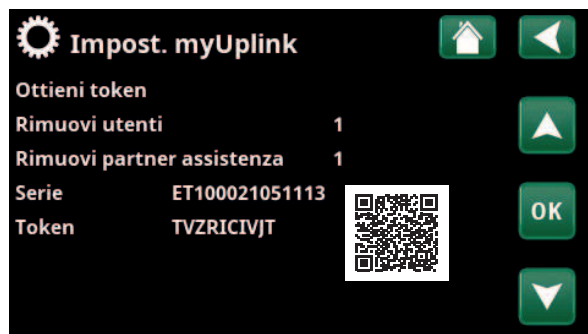 Impost. myUplink
Ottieni token
Rimuovi utenti 1
Rimuovi partner assistenza 1
Serie ET100021051113
OK
Token TVZRICIVJT